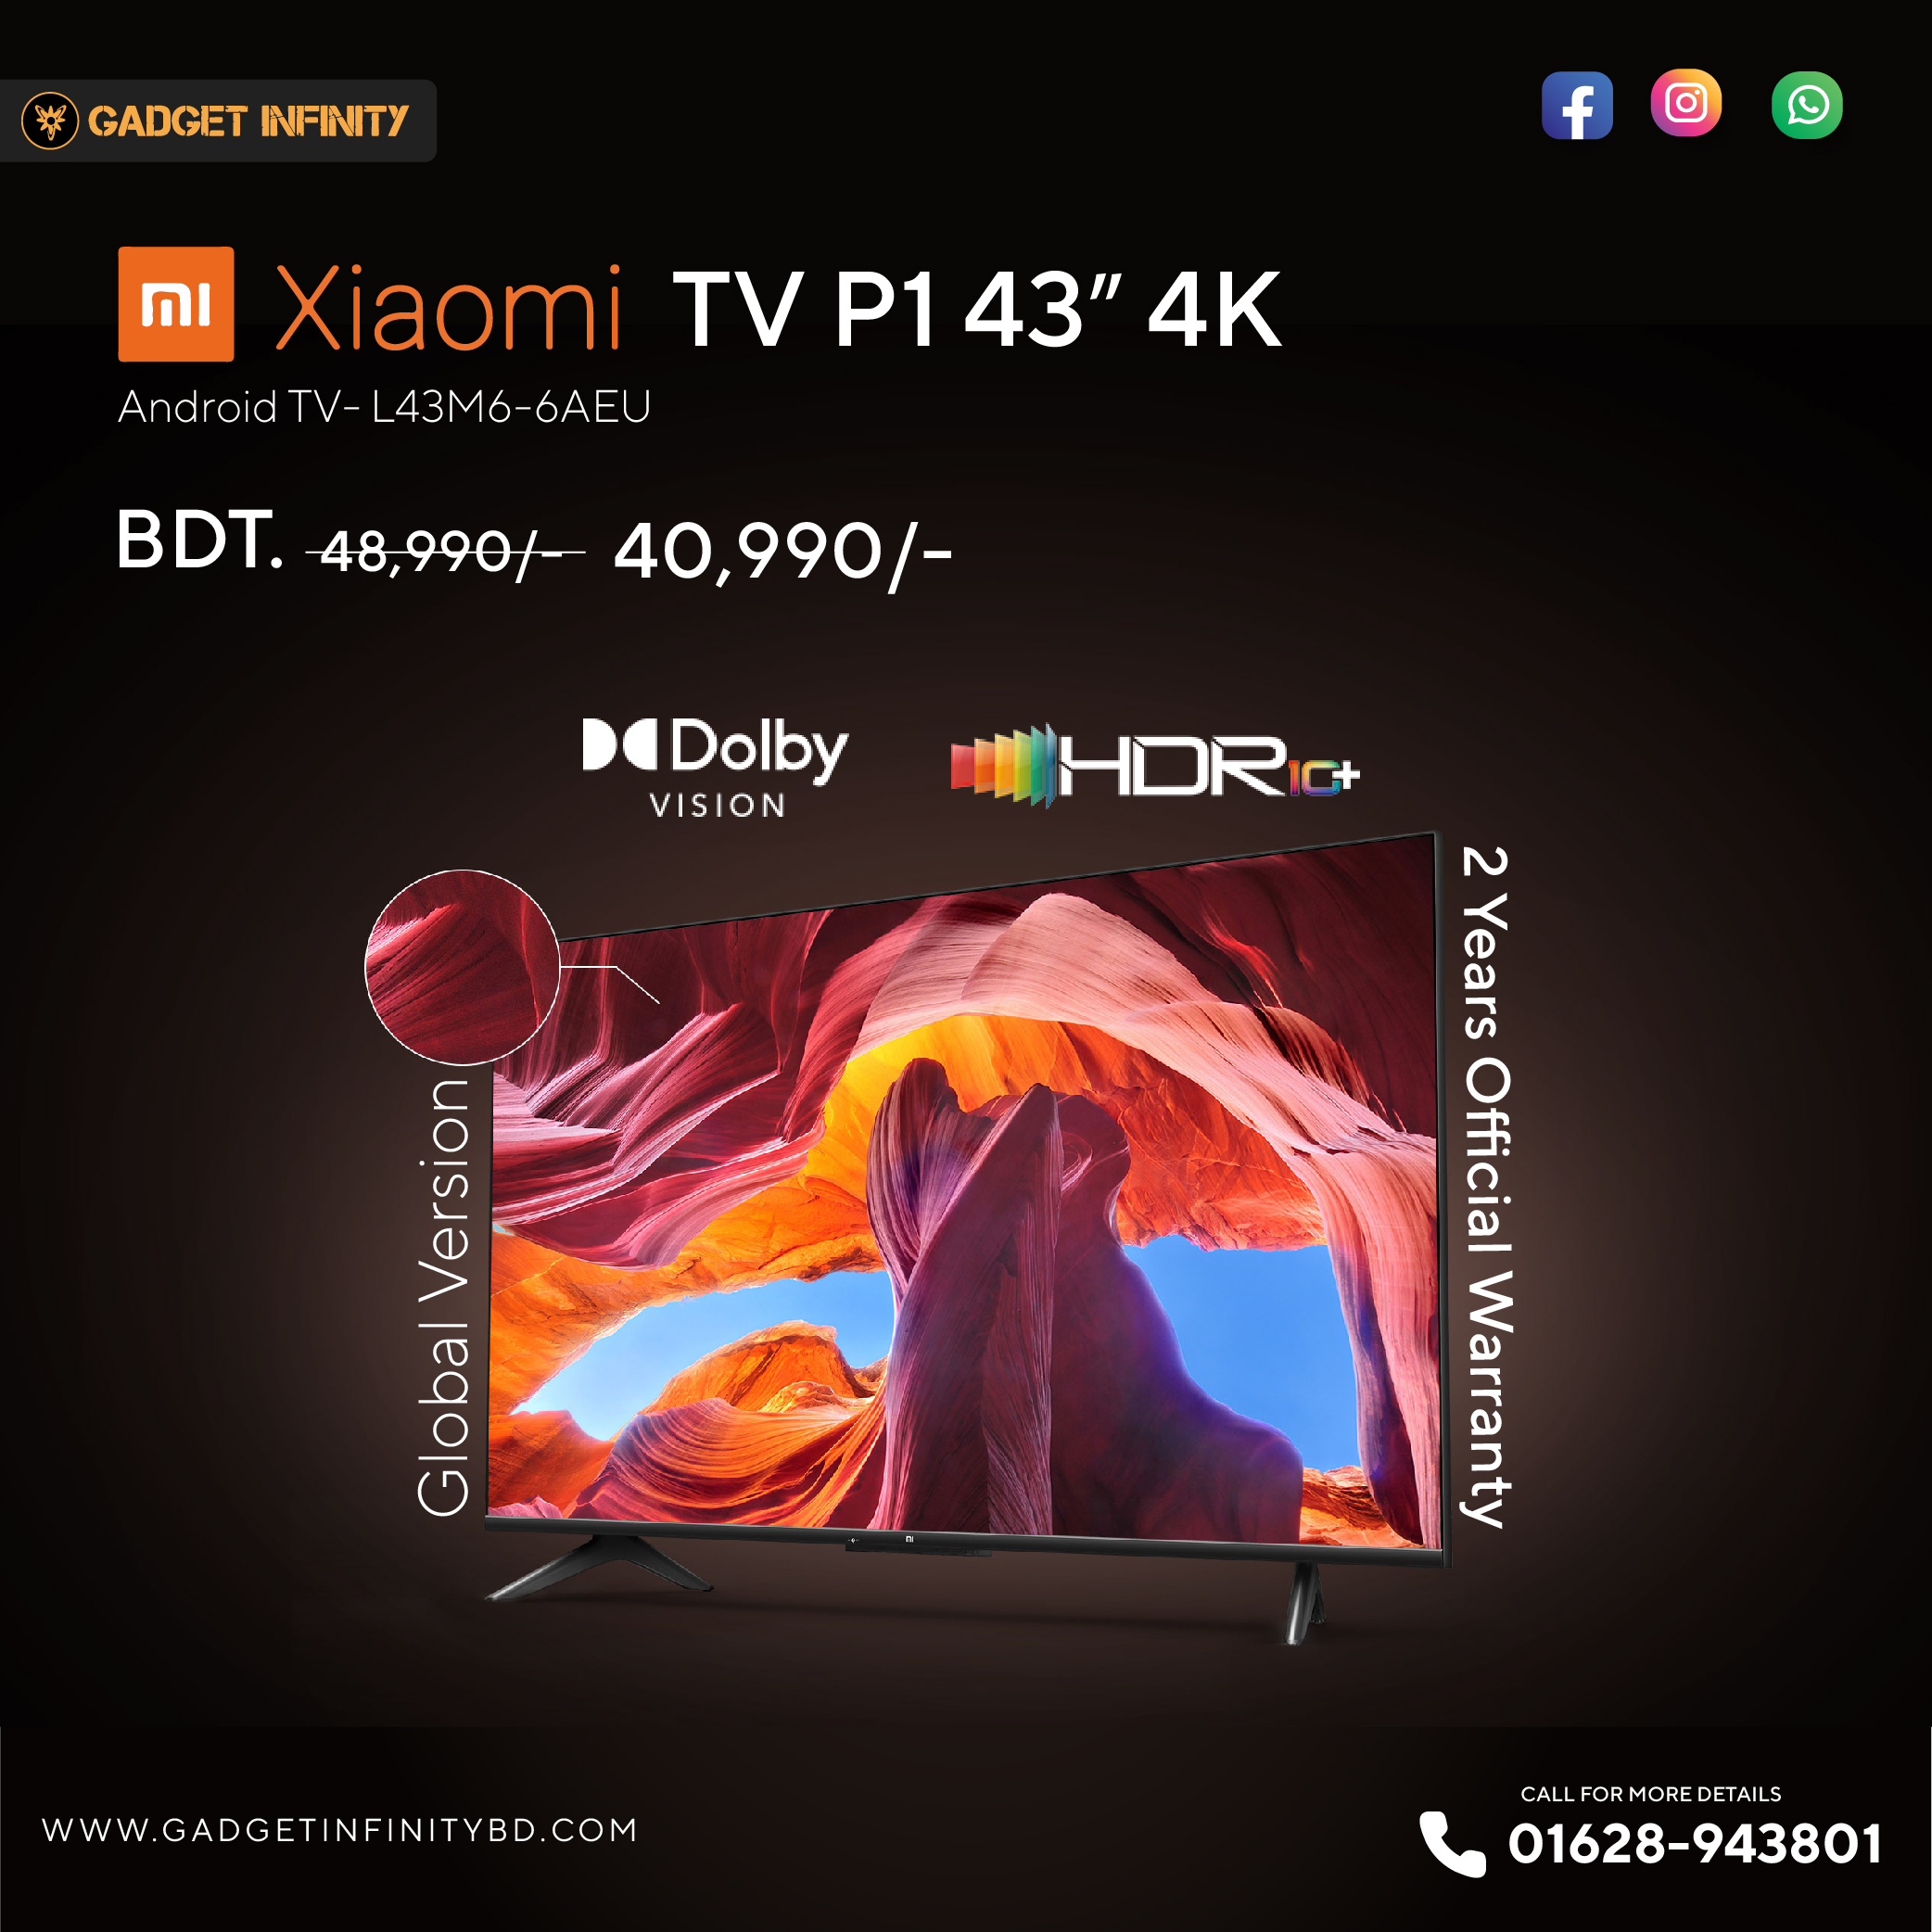 GADGET INFINITY
mi Xiaomi TV P1 43" 4K
Android TV- L43M6-6AEU
BDT. 48,990/- 40,990/-
Dolby
VISION
HDR10+
Global Version
2 Years Official Warranty
mi
WWW.GADGETINFINITYBD.COM
CALL FOR MORE DETAILS
01628-943801